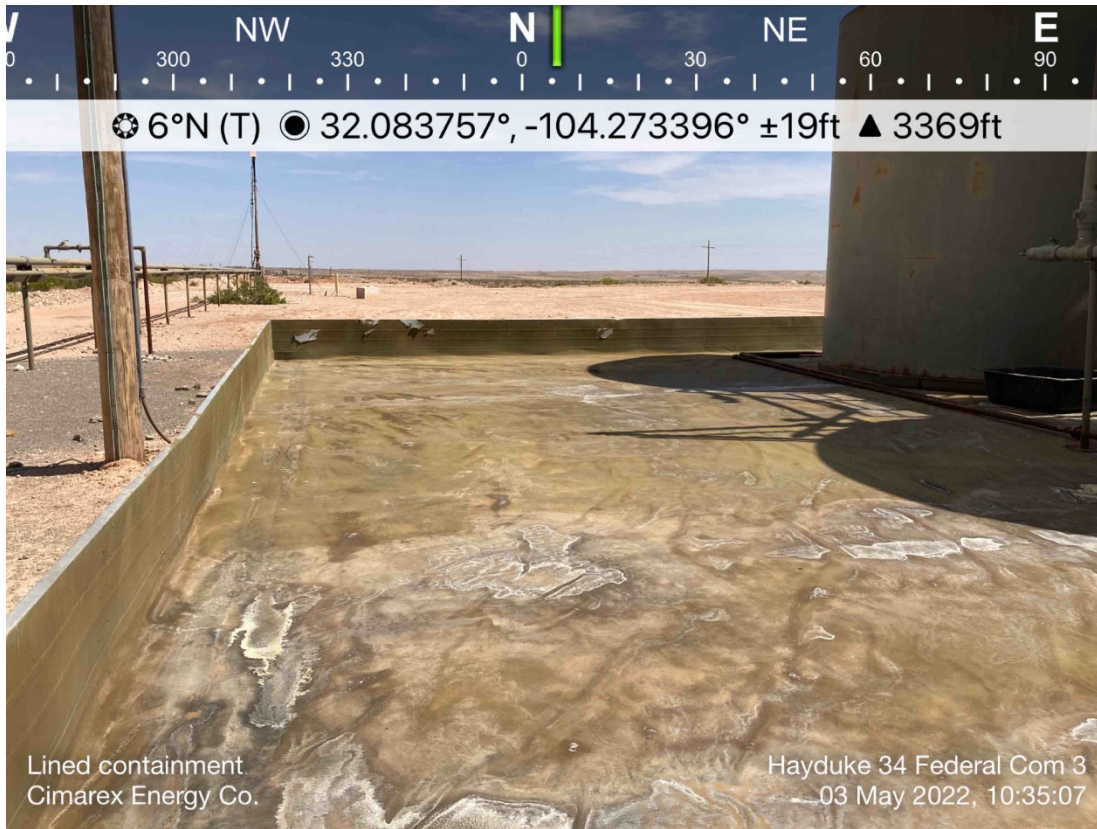 NW N NE E
300 330 0 30 60 90
6°N (T) 32.083757°, -104.273396° ±19ft ▲ 3369ft
Lined containment
Cimarex Energy Co.
Hayduke 34 Federal Com 3
03 May 2022, 10:35:07